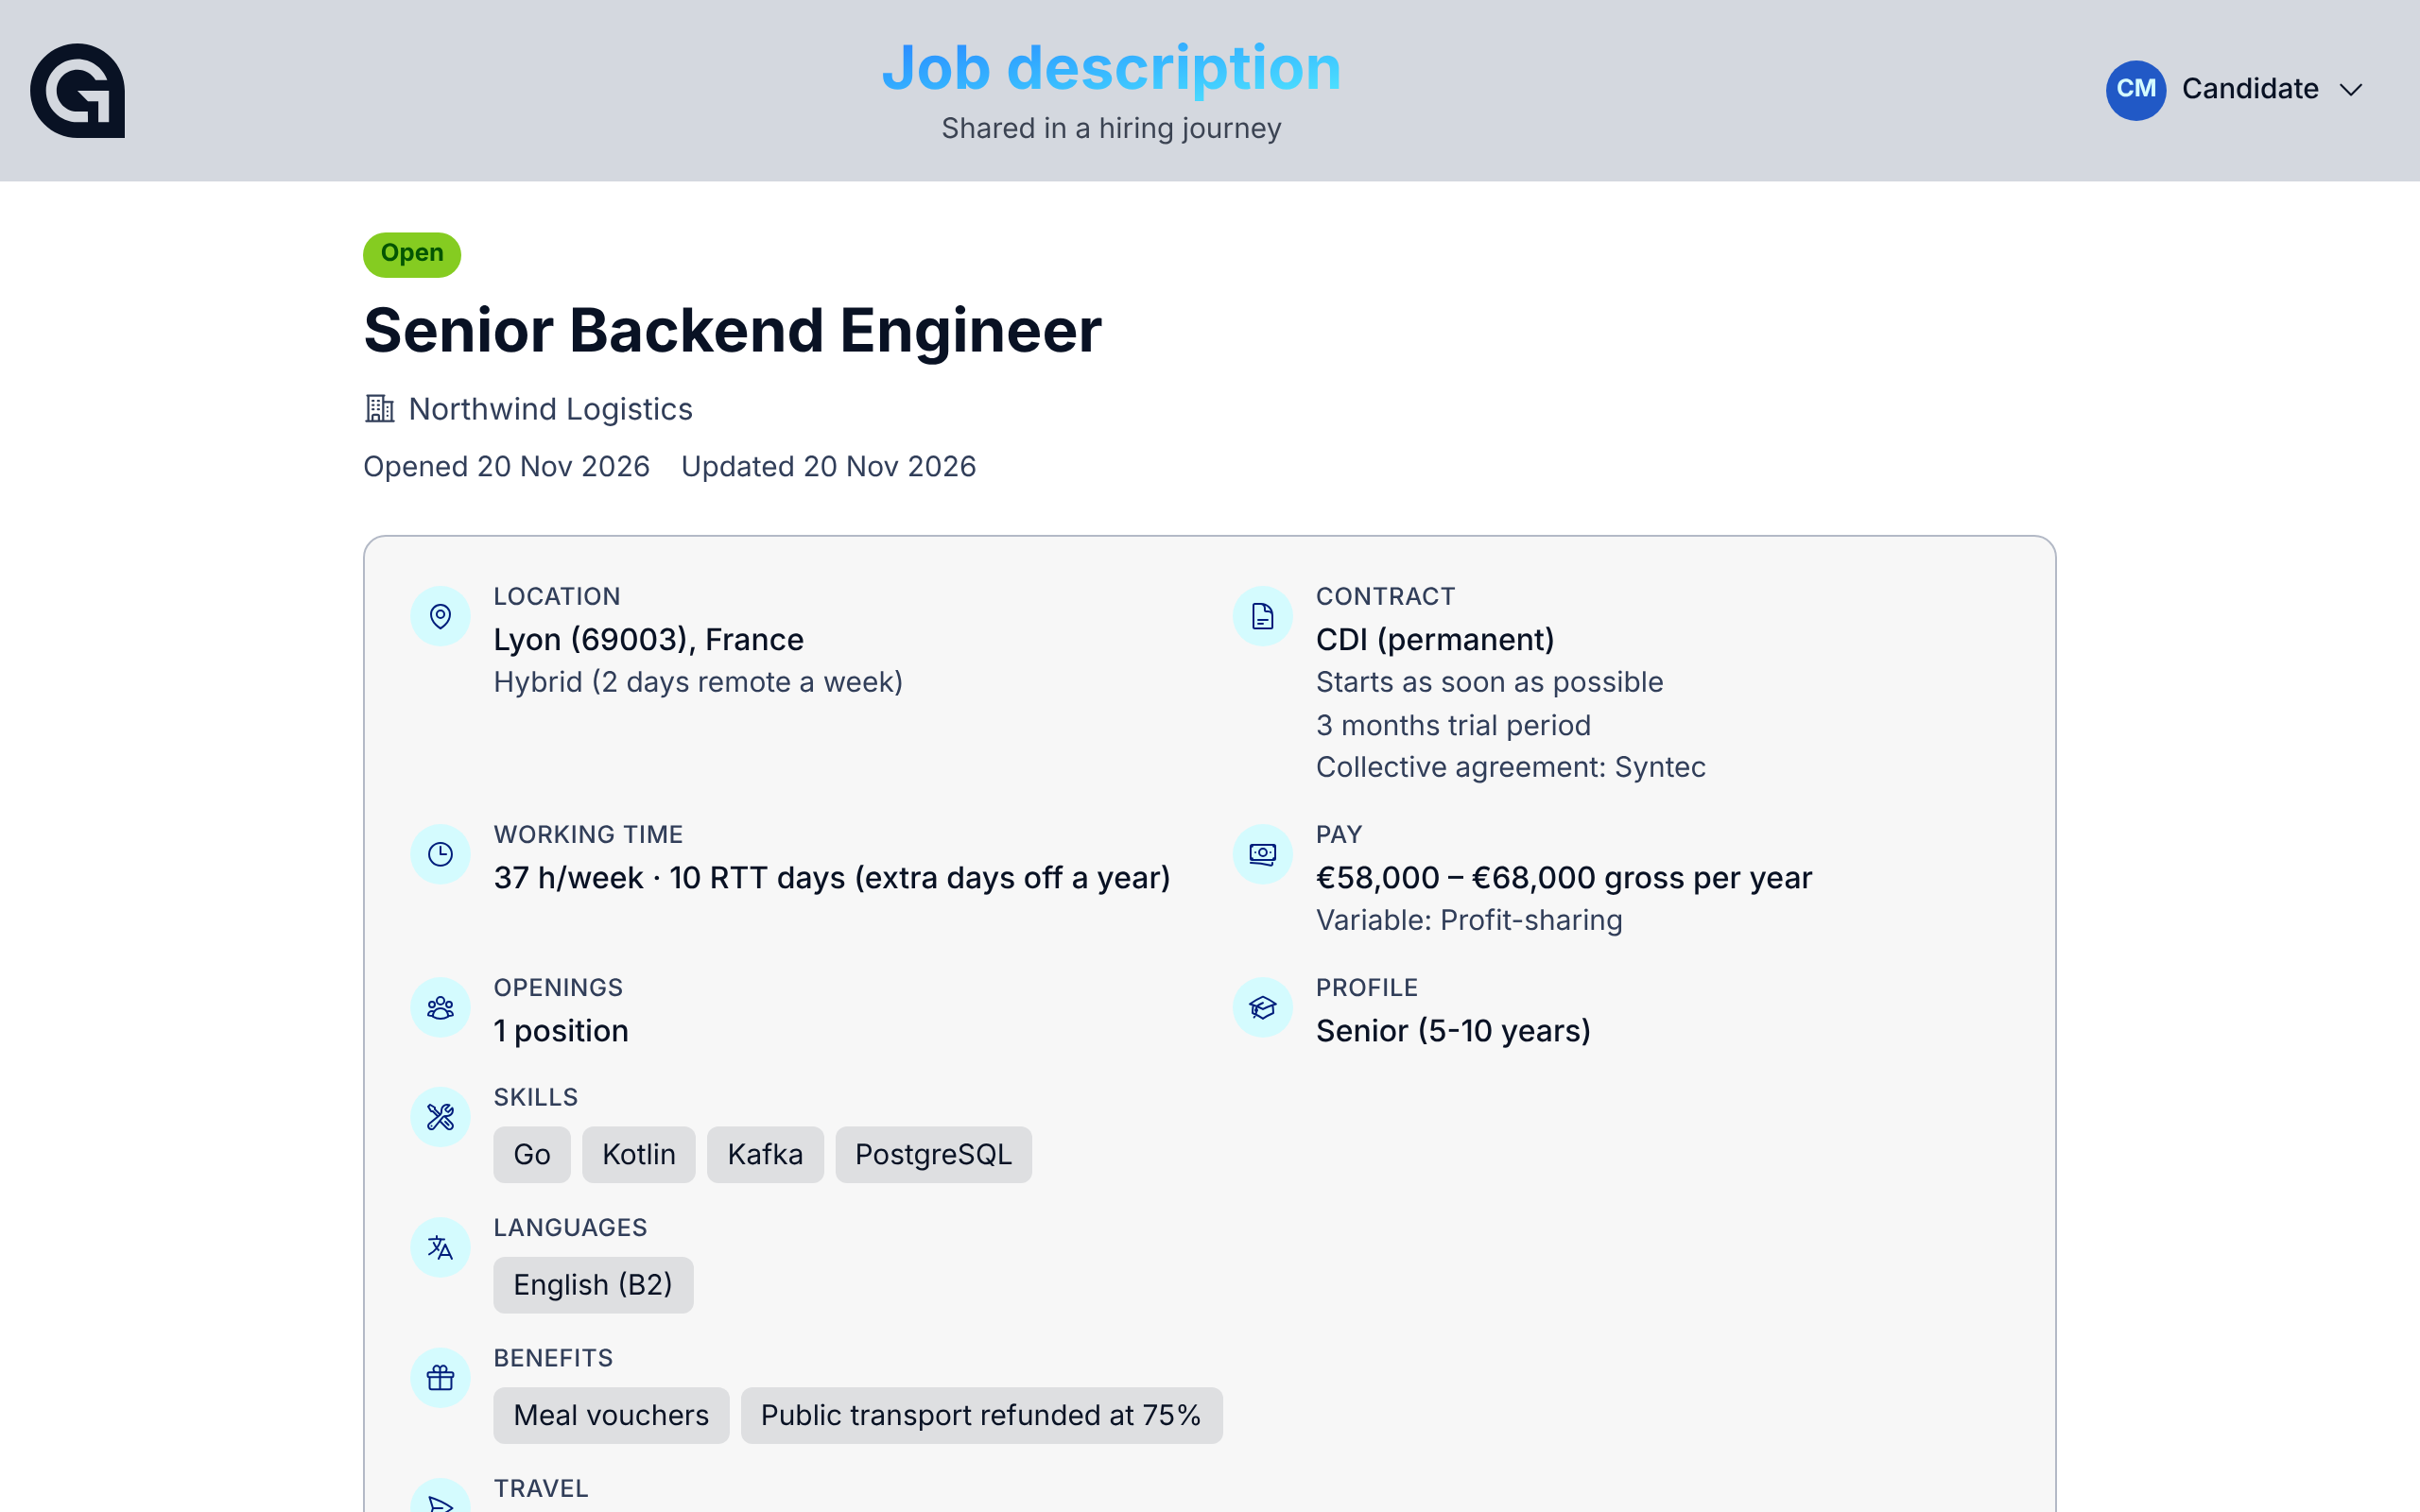 Job description
Shared in a hiring journey
CM Candidate
Open
Senior Backend Engineer
Northwind Logistics
Opened 20 Nov 2026 Updated 20 Nov 2026
LOCATION
Lyon (69003), France
Hybrid (2 days remote a week)
CONTRACT
CDI (permanent)
Starts as soon as possible
3 months trial period
Collective agreement: Syntec
WORKING TIME
37 h/week · 10 RTT days (extra days off a year)
PAY
€58,000 – €68,000 gross per year
Variable: Profit-sharing
OPENINGS
1 position
PROFILE
Senior (5-10 years)
SKILLS
Go Kotlin Kafka PostgreSQL
LANGUAGES
English (B2)
BENEFITS
Meal vouchers Public transport refunded at 75%
TRAVEL